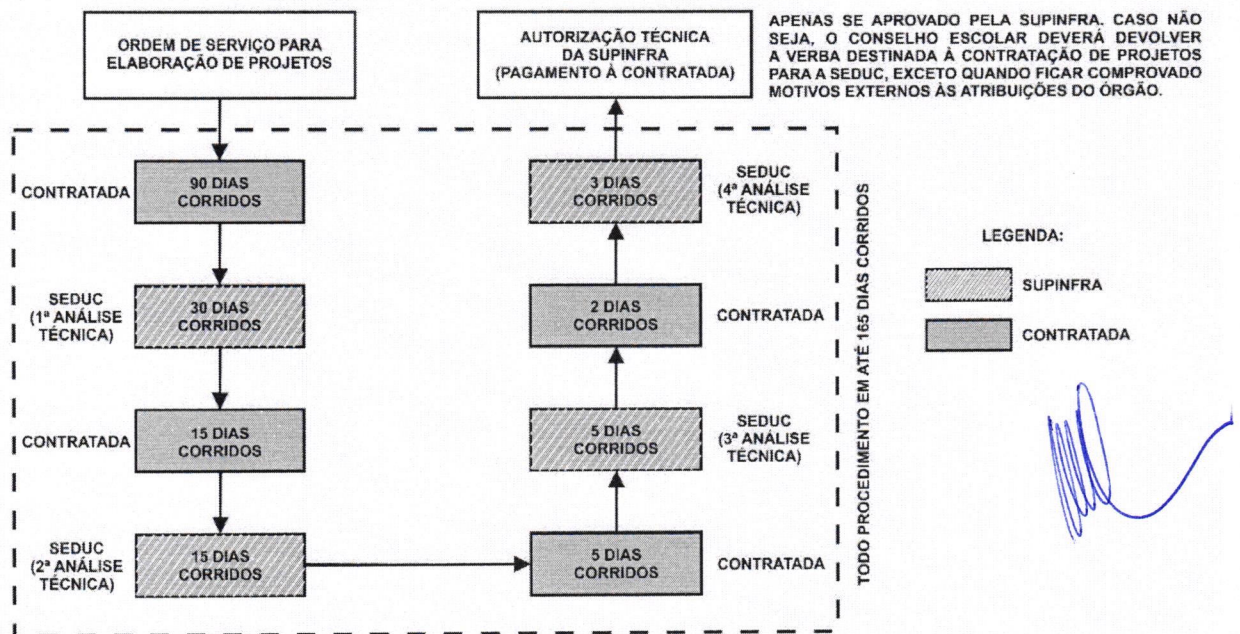 ORDEM DE SERVIÇO PARA
ELABORAÇÃO DE PROJETOS
AUTORIZAÇÃO TÉCNICA
DA SUPINFRA
(PAGAMENTO À CONTRATADA)
APENAS SE APROVADO PELA SUPINFRA. CASO NÃO
SEJA, O CONSELHO ESCOLAR DEVERÁ DEVOLVER
A VERBA DESTINADA À CONTRATAÇÃO DE PROJETOS
PARA A SEDUC, EXCETO QUANDO FICAR COMPROVADO
MOTIVOS EXTERNOS ÀS ATRIBUIÇÕES DO ÓRGÃO.
CONTRATADA
90 DIAS
CORRIDOS
SEDUC
(1ª ANÁLISE
TÉCNICA)
30 DIAS
CORRIDOS
CONTRATADA
15 DIAS
CORRIDOS
SEDUC
(2ª ANÁLISE
TÉCNICA)
15 DIAS
CORRIDOS
5 DIAS
CORRIDOS
CONTRATADA
5 DIAS
CORRIDOS
SEDUC
(3ª ANÁLISE
TÉCNICA)
2 DIAS
CORRIDOS
CONTRATADA
3 DIAS
CORRIDOS
SEDUC
(4ª ANÁLISE
TÉCNICA)
TODO PROCEDIMENTO EM ATÉ 165 DIAS CORRIDOS
LEGENDA:
SUPINFRA
CONTRATADA